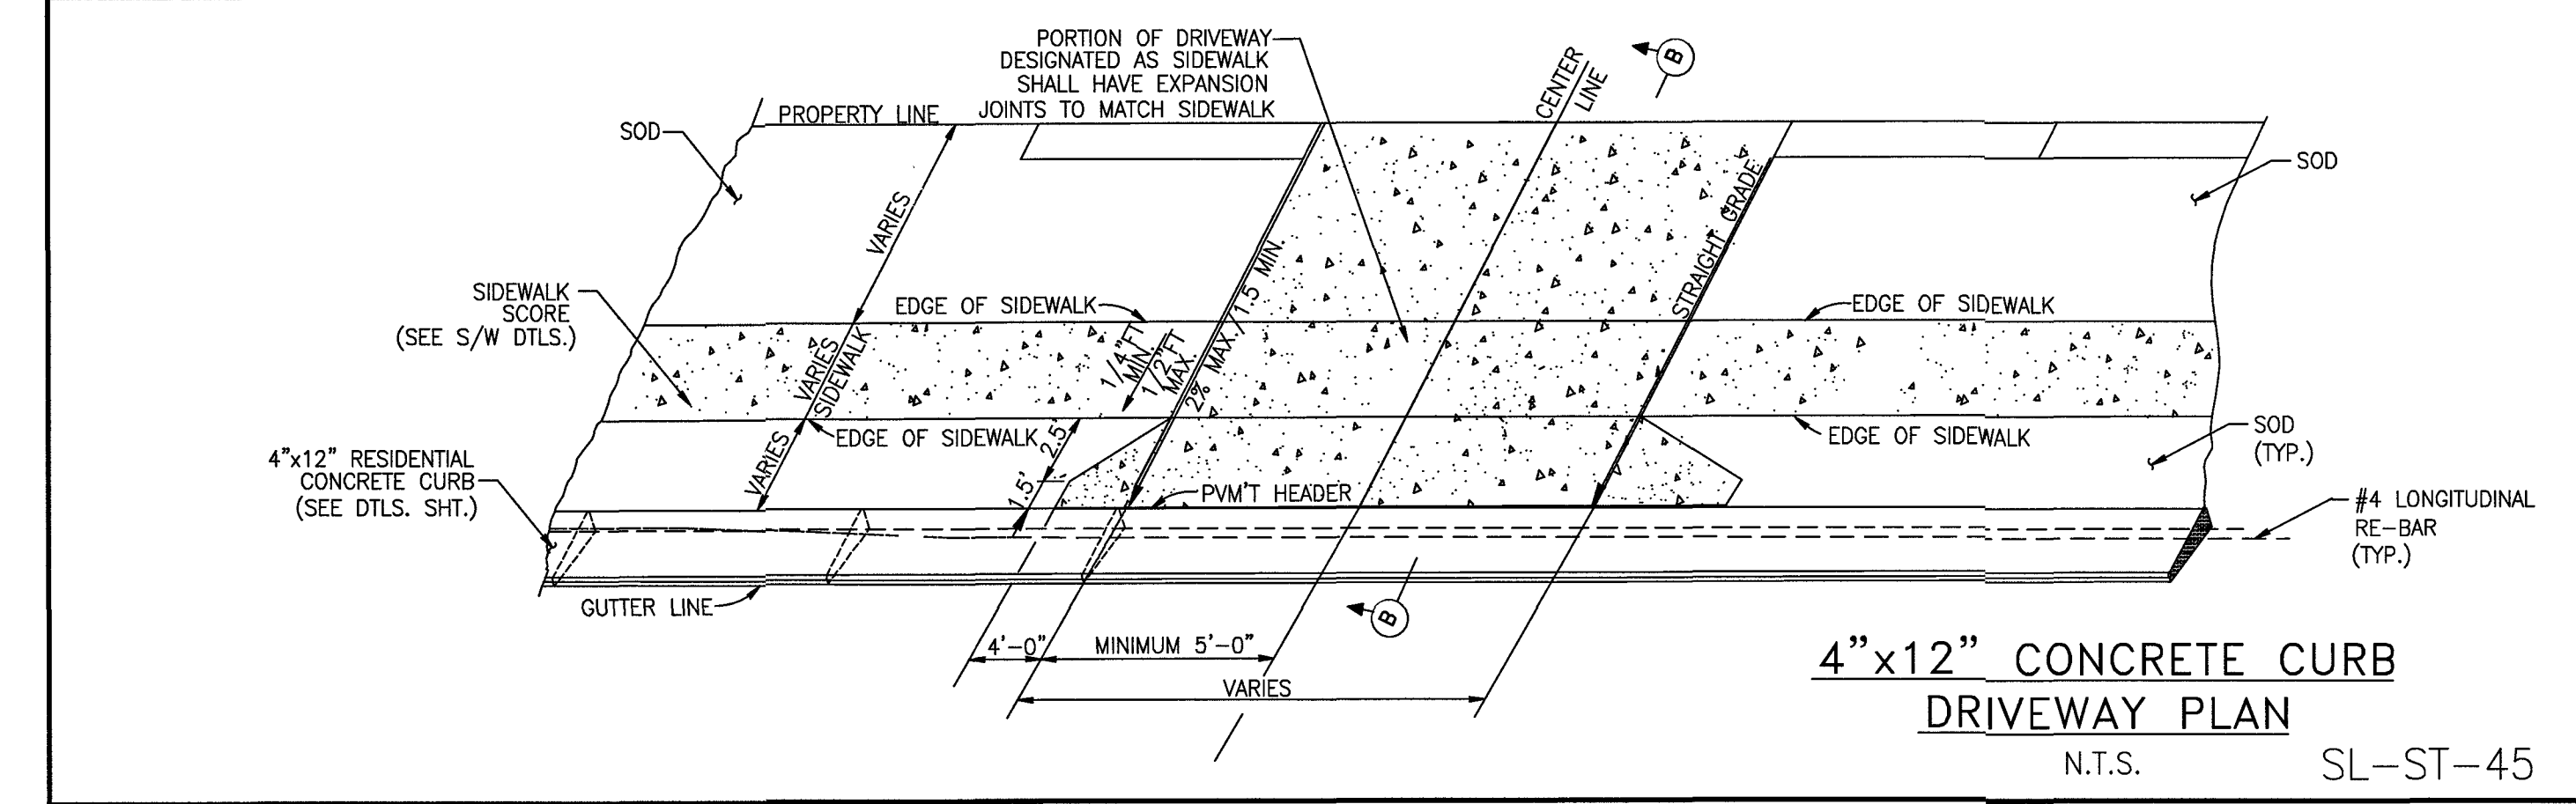 PORTION OF DRIVEWAY
DESIGNATED AS SIDEWALK
SHALL HAVE EXPANSION
JOINTS TO MATCH SIDEWALK
CENTER
LINE
B
PROPERTY LINE
SOD
SOD
VARIES
STRAIGHT GRADE
2% MAX./1.5 MIN.
SIDEWALK
SCORE
(SEE S/W DTLS.)
EDGE OF SIDEWALK
EDGE OF SIDEWALK
VARIES
SIDEWALK
1/4"FT
MIN.
1/2"FT
MAX.
EDGE OF SIDEWALK
EDGE OF SIDEWALK
SOD
(TYP.)
4"x12" RESIDENTIAL
CONCRETE CURB
(SEE DTLS. SHT.)
VARIES
2.5'
1.5'
PVM'T HEADER
#4 LONGITUDINAL
RE-BAR
(TYP.)
GUTTER LINE
B
4'-0"
MINIMUM 5'-0"
VARIES
4"x12" CONCRETE CURB
DRIVEWAY PLAN
N.T.S.
SL-ST-45